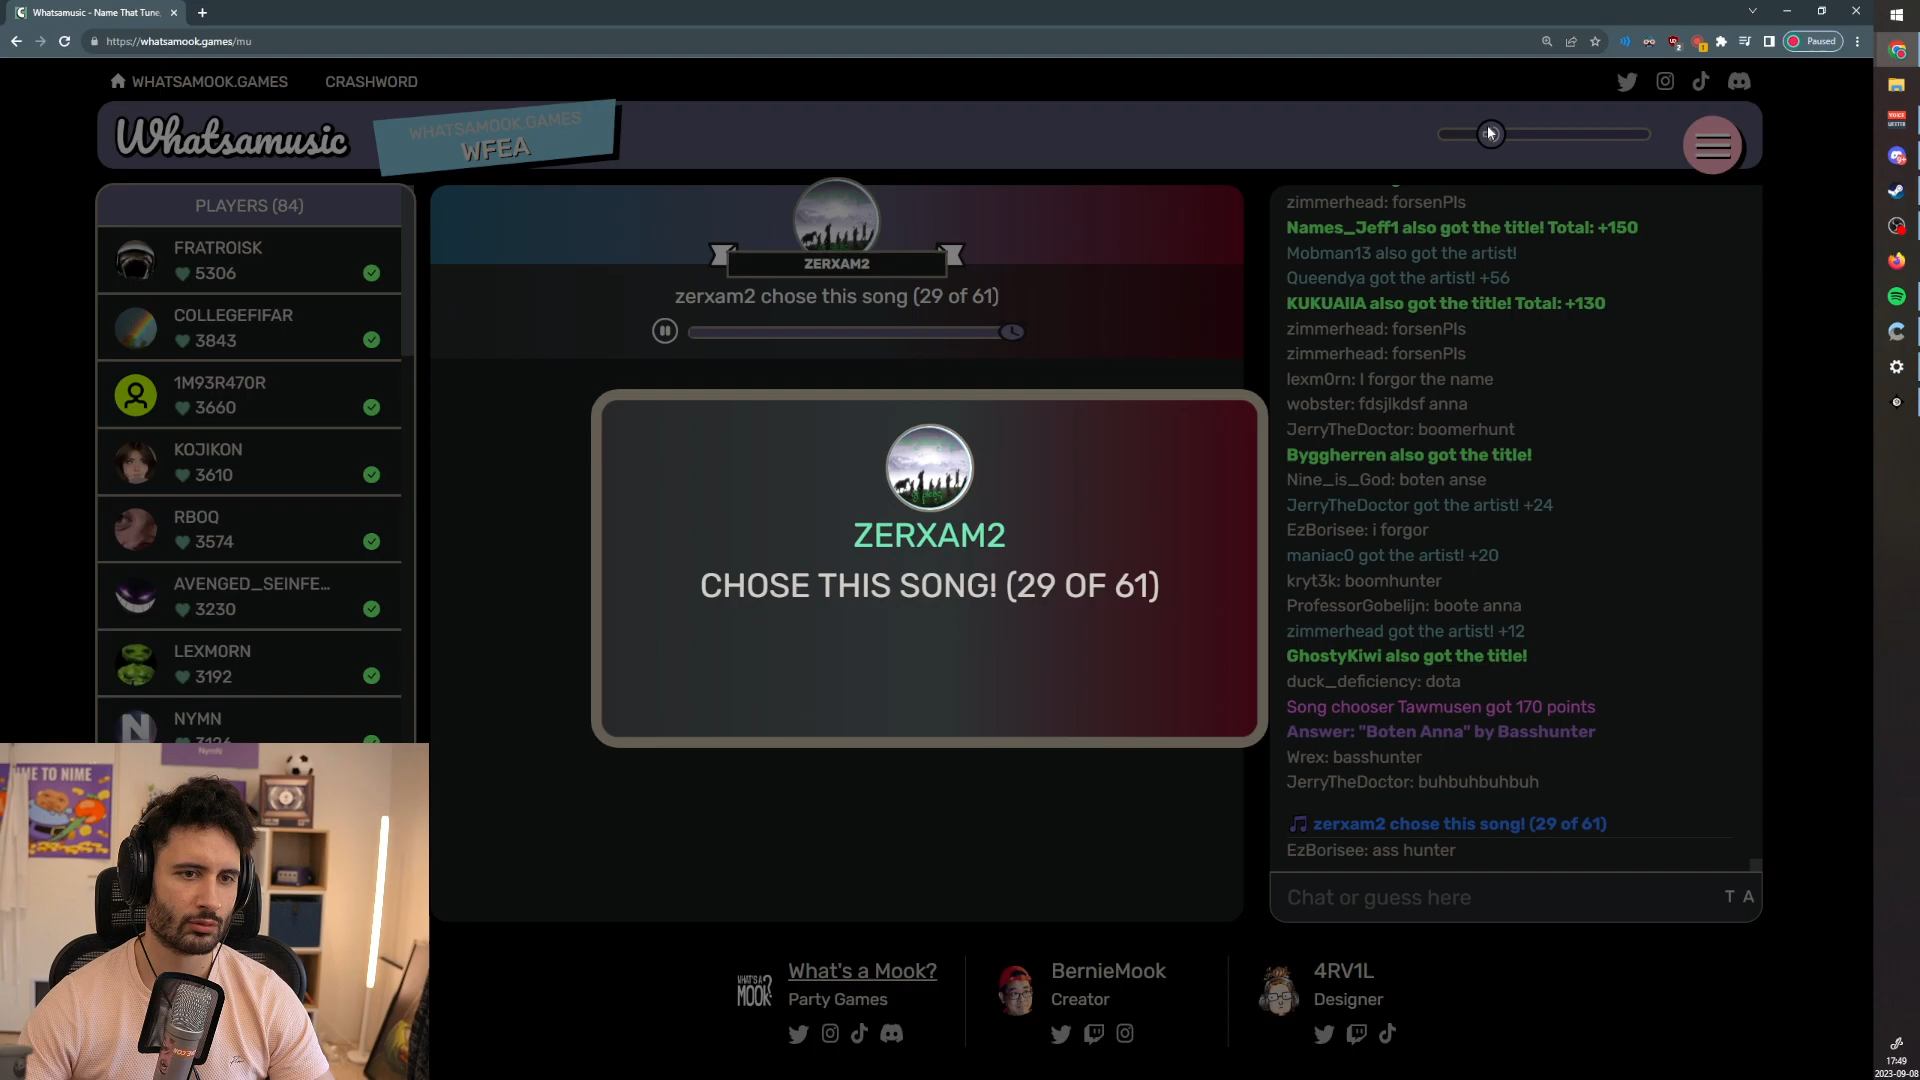 Whatsamusic - Name That Tune,
https://whatsamook.games/mu
Paused
WHATSAMOOK.GAMES
CRASHWORD
Whatsamusic
WHATSAMOOK.GAMES
WFEA
PLAYERS (84)
FRATROISK
5306
COLLEGEFIFAR
3843
1M93R470R
3660
KOJIKON
3610
RBOQ
3574
AVENGED_SEINFE...
3230
LEXMORN
3192
NYMN
3126
ZERXAM2
zerxam2 chose this song (29 of 61)
ZERXAM2
CHOSE THIS SONG! (29 OF 61)
zimmerhead: forsenPls
Names_Jeff1 also got the title! Total: +150
Mobman13 also got the artist!
Queendya got the artist! +56
KUKUAIIA also got the title! Total: +130
zimmerhead: forsenPls
zimmerhead: forsenPls
lexm0rn: I forgor the name
wobster: fdsjlkdsf anna
JerryTheDoctor: boomerhunt
Byggherren also got the title!
Nine_is_God: boten anse
JerryTheDoctor got the artist! +24
EzBorisee: i forgor
maniac0 got the artist! +20
kryt3k: boomhunter
ProfessorGobelijn: boote anna
zimmerhead got the artist! +12
GhostyKiwi also got the title!
duck_deficiency: dota
Song chooser Tawmusen got 170 points
Answer: "Boten Anna" by Basshunter
Wrex: basshunter
JerryTheDoctor: buhbuhbuhbuh
zerxam2 chose this song! (29 of 61)
EzBorisee: ass hunter
Chat or guess here
T A
WHAT'S A MOOK?
What's a Mook?
Party Games
BernieMook
Creator
4RV1L
Designer
NymN
ME TO NIME
17:49
2023-09-08